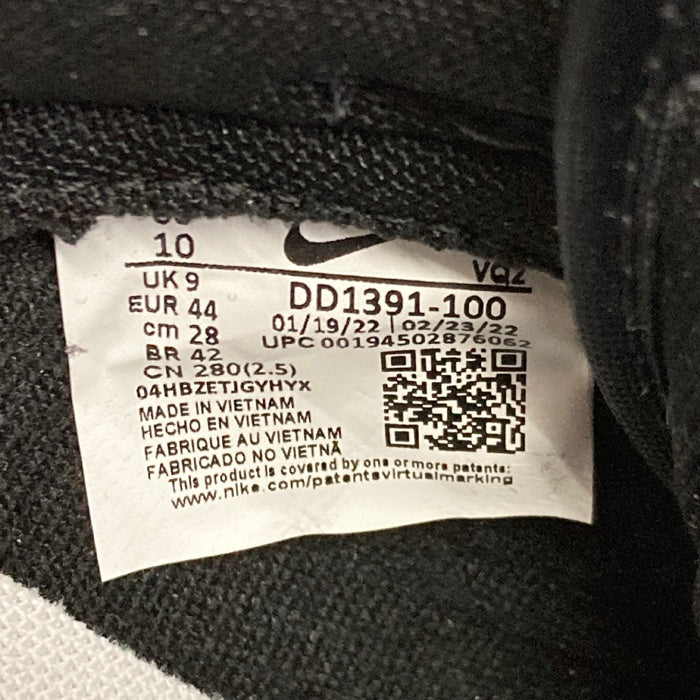 10
VQZ
UK 9
EUR 44
cm 28
BR 42
CN 280(2.5)
DD1391-100
01/19/22 | 02/23/22
UPC 00194502876062
04HBZETJGYHYX
MADE IN VIETNAM
HECHO EN VIETNAM
FABRIQUE AU VIETNAM
FABRICADO NO VIETNÃ
This product is covered by one or more patents:
www.nike.com/patentsvirtualmarking